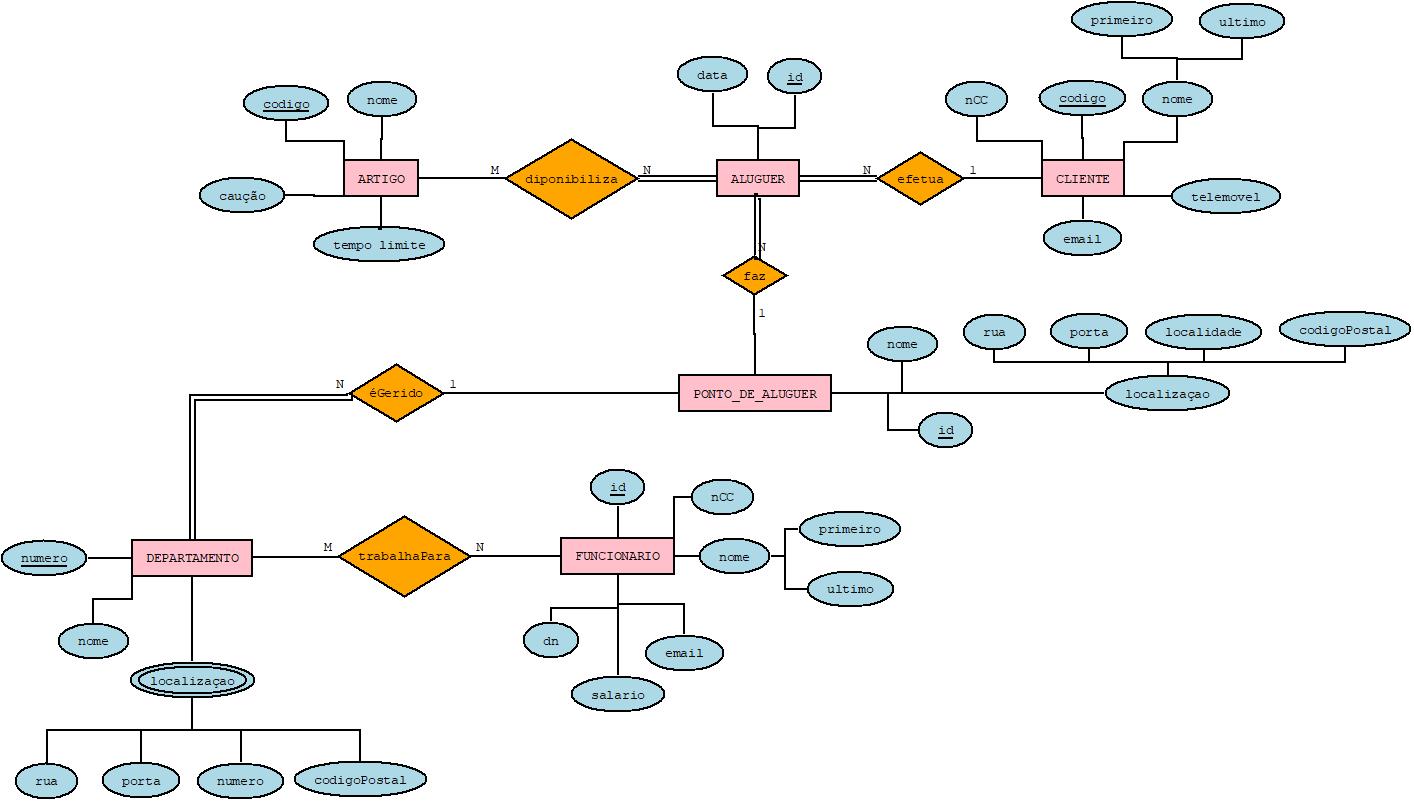 primeiro
ultimo
data
id
codigo
nome
nCC
codigo
nome
ARTIGO
M
diponibiliza
N
ALUGUER
N
efetua
1
CLIENTE
caução
telemovel
tempo limite
email
N
faz
1
rua
porta
localidade
codigoPostal
nome
N
éGerido
1
PONTO_DE_ALUGUER
localizaçao
id
id
nCC
primeiro
numero
DEPARTAMENTO
M
trabalhaPara
N
FUNCIONARIO
nome
ultimo
nome
dn
email
localizaçao
salario
rua
porta
numero
codigoPostal